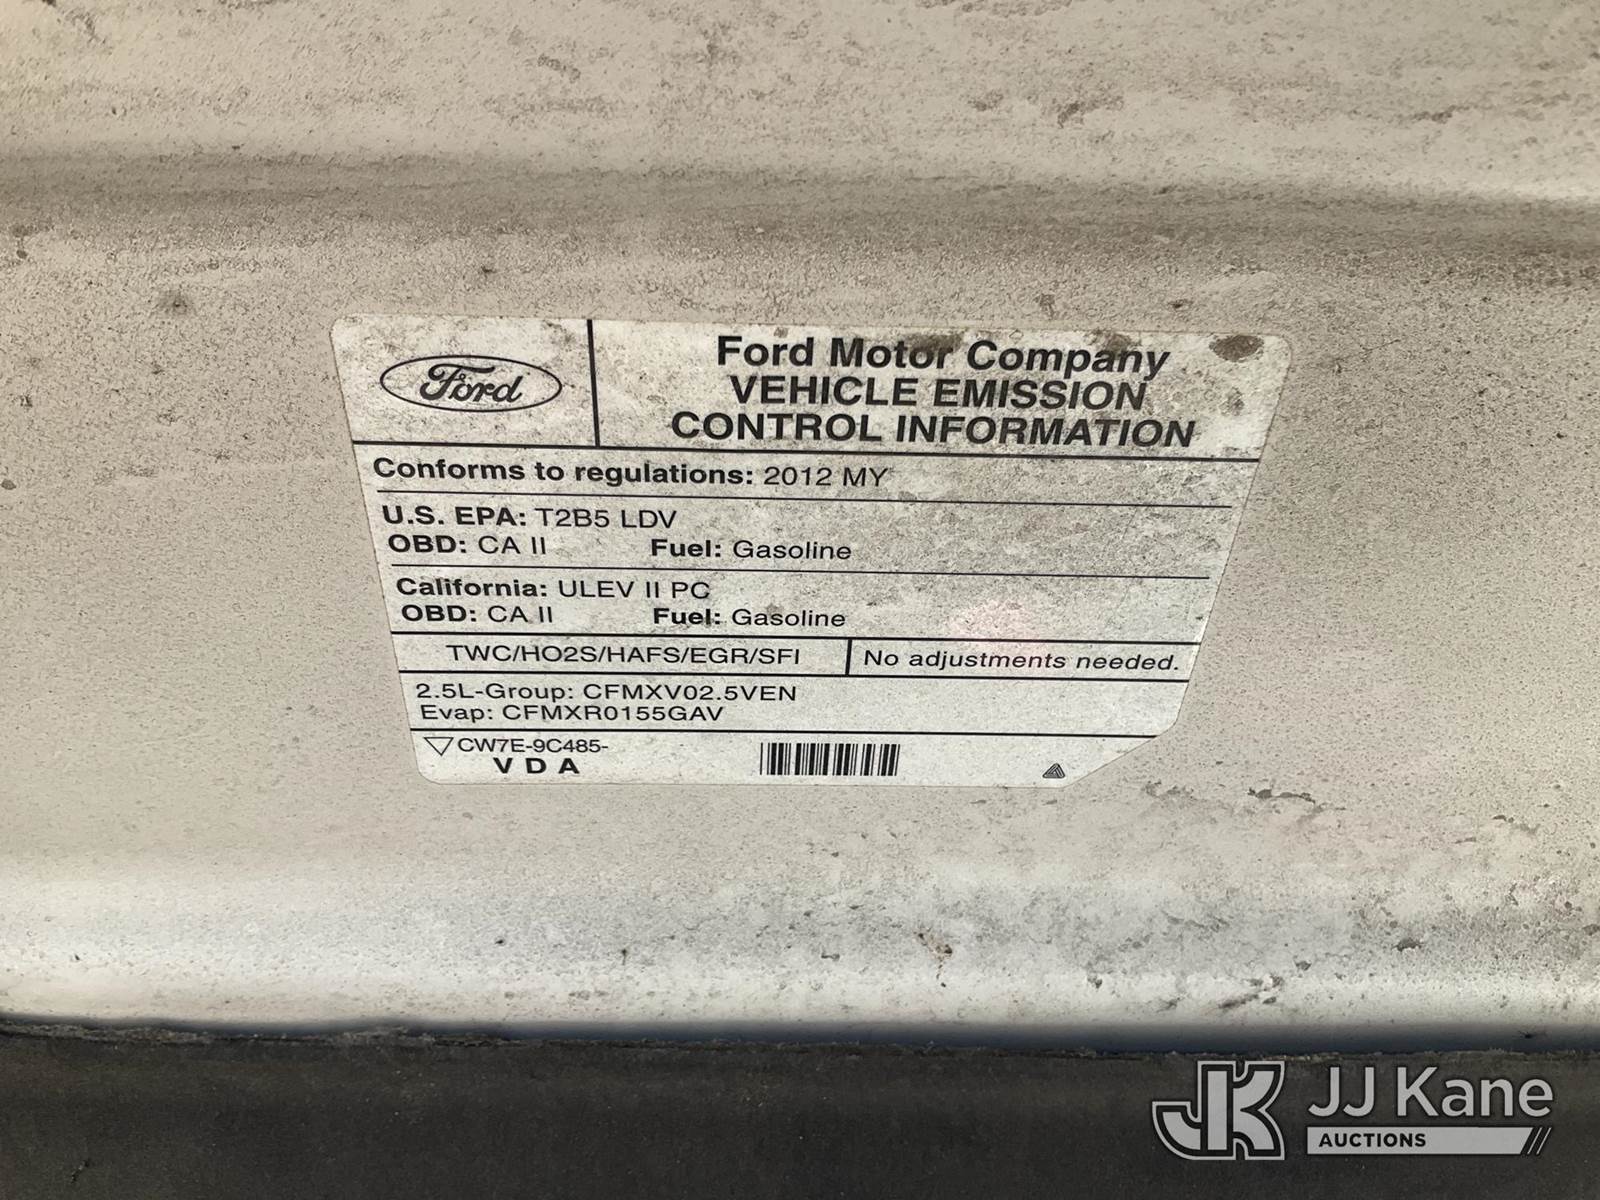 Ford
Ford Motor Company
VEHICLE EMISSION
CONTROL INFORMATION
Conforms to regulations: 2012 MY
U.S. EPA: T2B5 LDV
OBD: CA II Fuel: Gasoline
California: ULEV II PC
OBD: CA II Fuel: Gasoline
TWC/HO2S/HAFS/EGR/SFI No adjustments needed.
2.5L-Group: CFMXV02.5VEN
Evap: CFMXR0155GAV
CW7E-9C485-
V D A
JK JJ Kane
AUCTIONS